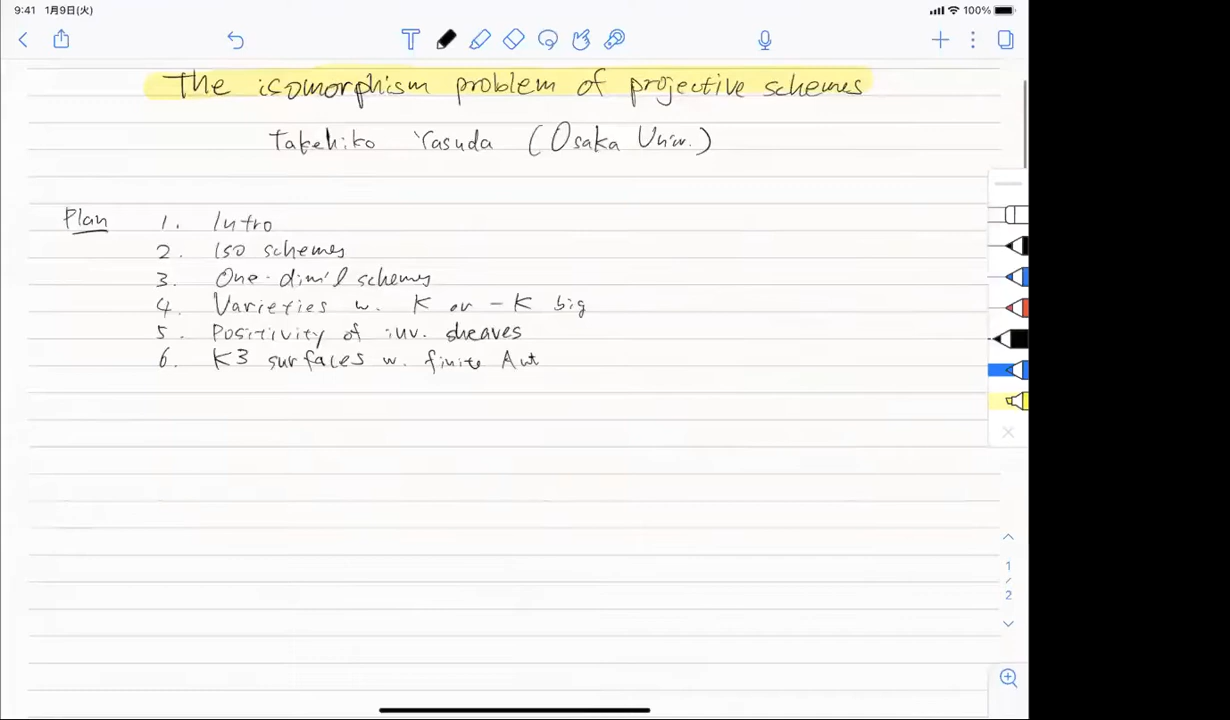 9:41 1月9日(火)
100%
The isomorphism problem of projective schemes
Takehiko Yasuda (Osaka Univ.)
Plan 1. Intro
2. Iso schemes
3. One-dim'l schemes
4. Varieties w. K or -K big
5. Positivity of inv. sheaves
6. K3 surfaces w. finite Aut
1
/
2